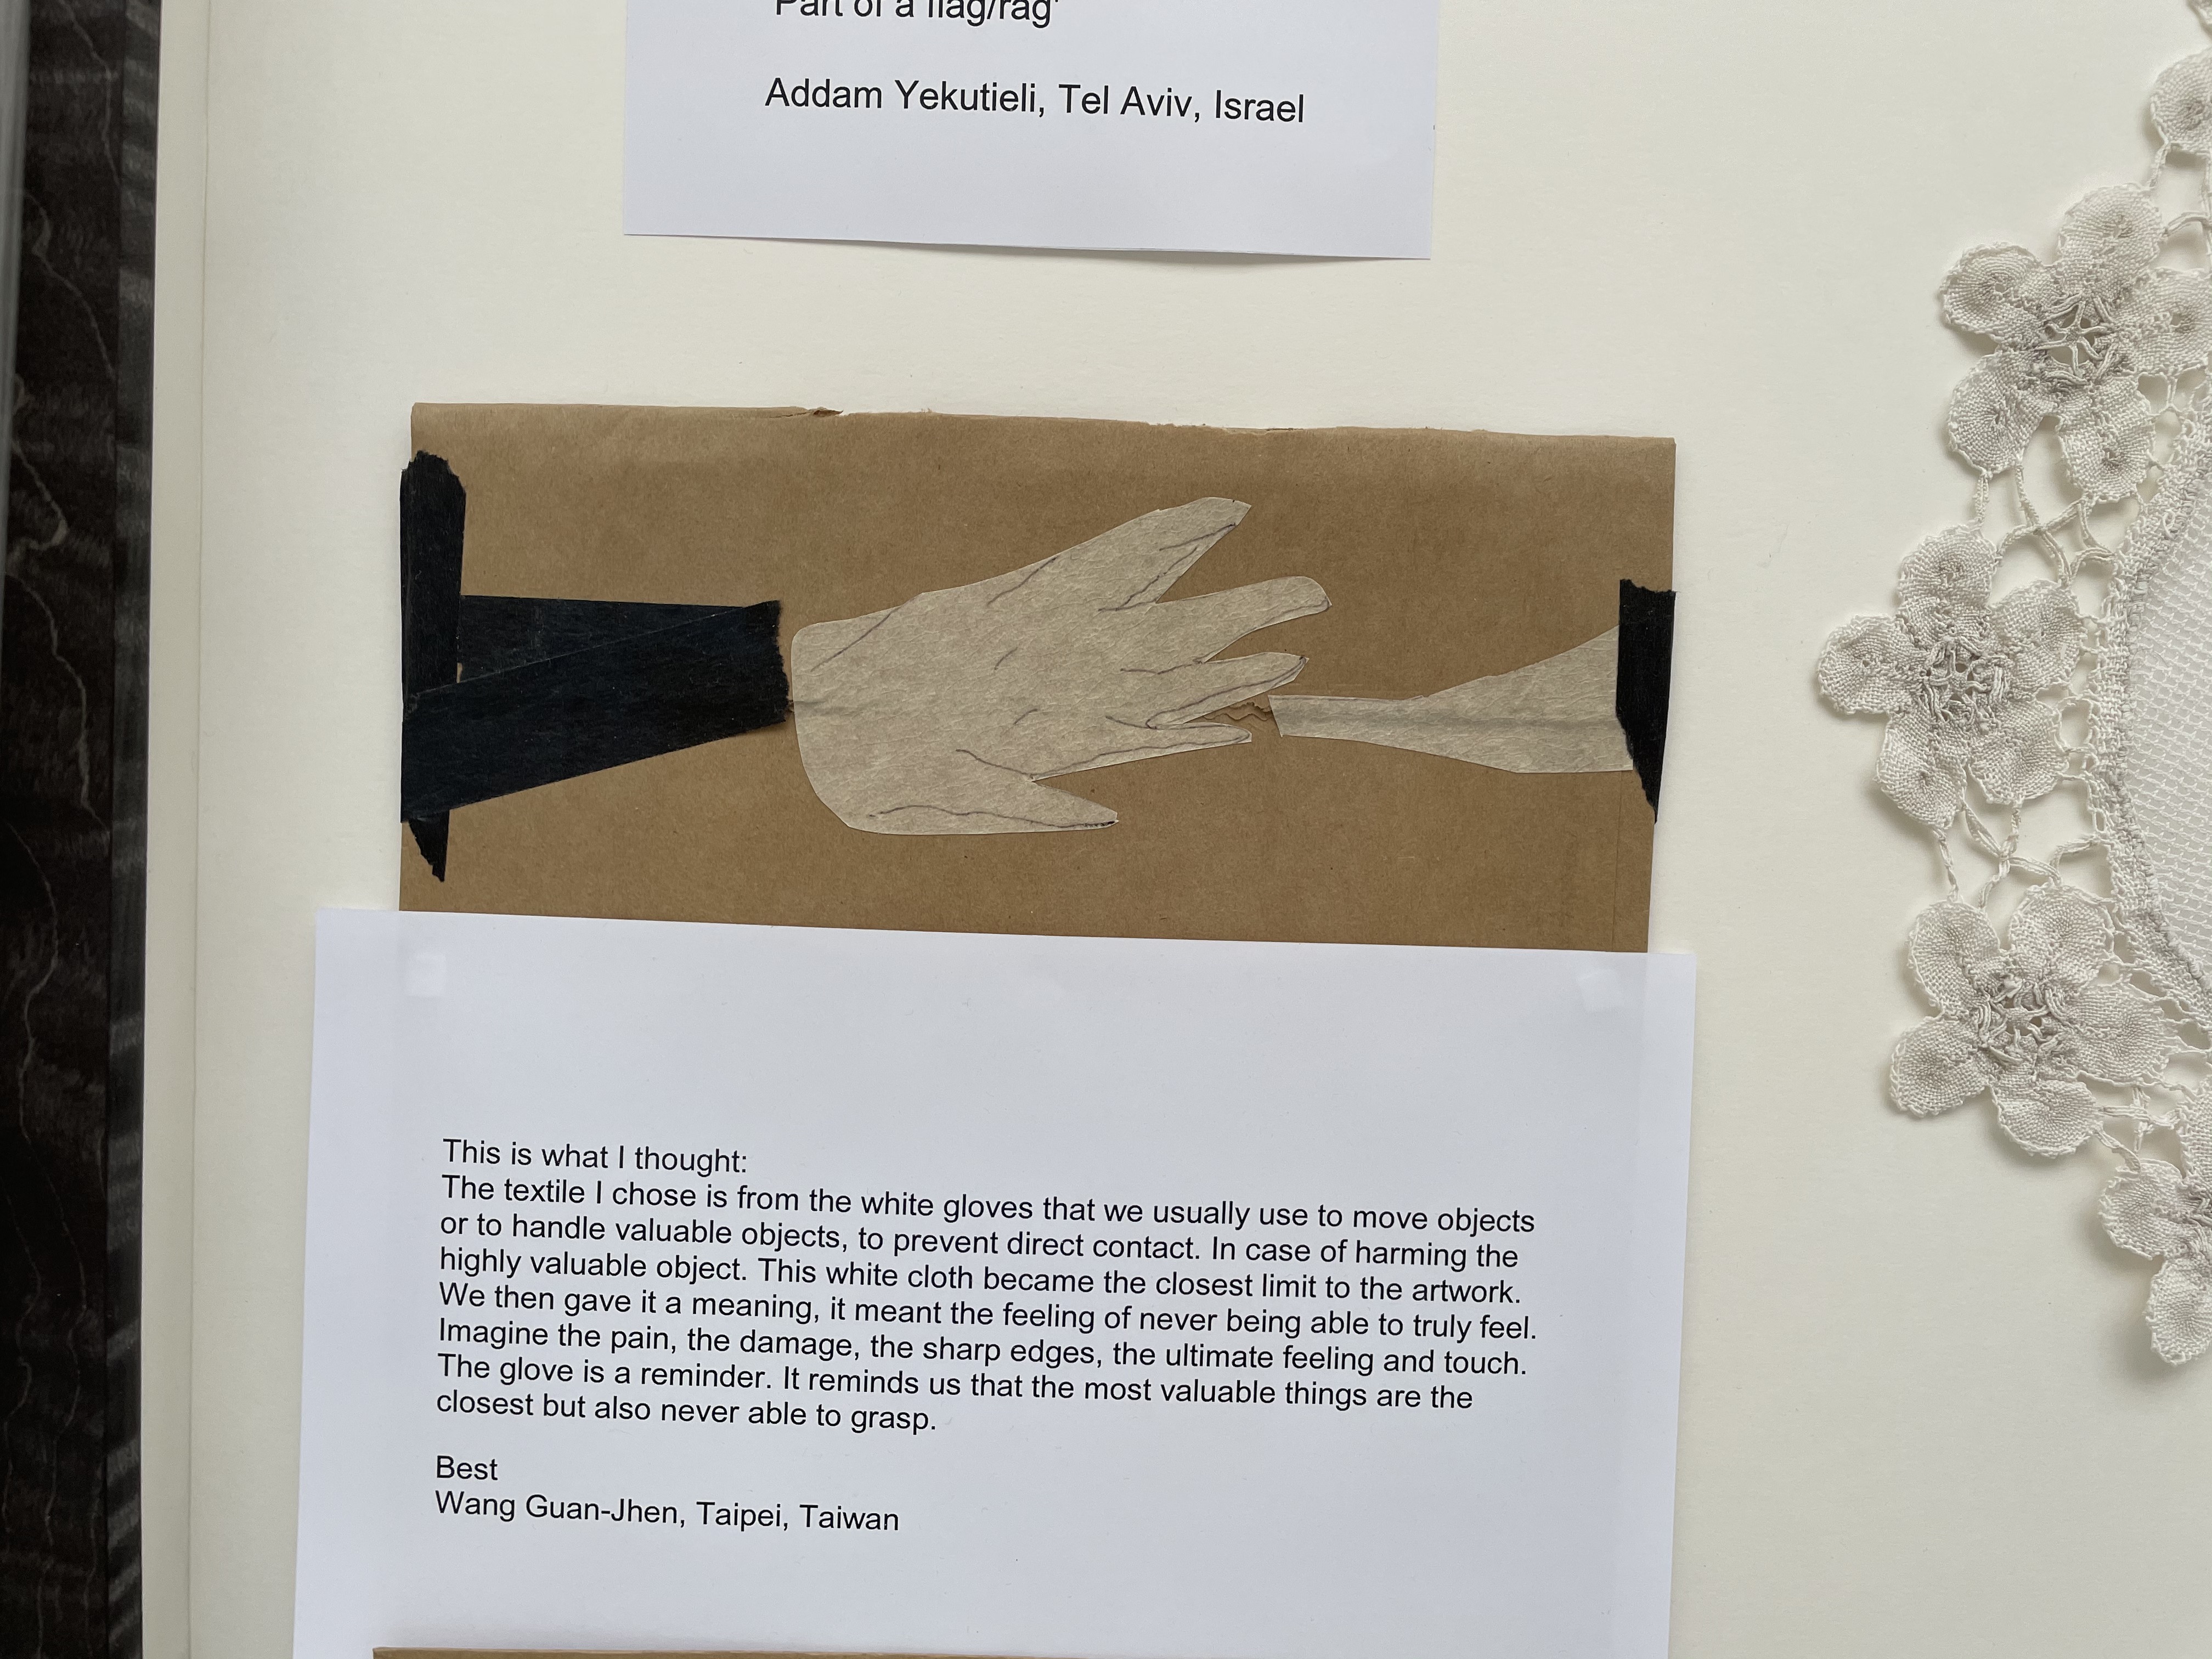 'Part of a flag/rag'
Addam Yekutieli, Tel Aviv, Israel
This is what I thought:
The textile I chose is from the white gloves that we usually use to move objects
or to handle valuable objects, to prevent direct contact. In case of harming the
highly valuable object. This white cloth became the closest limit to the artwork.
We then gave it a meaning, it meant the feeling of never being able to truly feel.
Imagine the pain, the damage, the sharp edges, the ultimate feeling and touch.
The glove is a reminder. It reminds us that the most valuable things are the
closest but also never able to grasp.
Best
Wang Guan-Jhen, Taipei, Taiwan